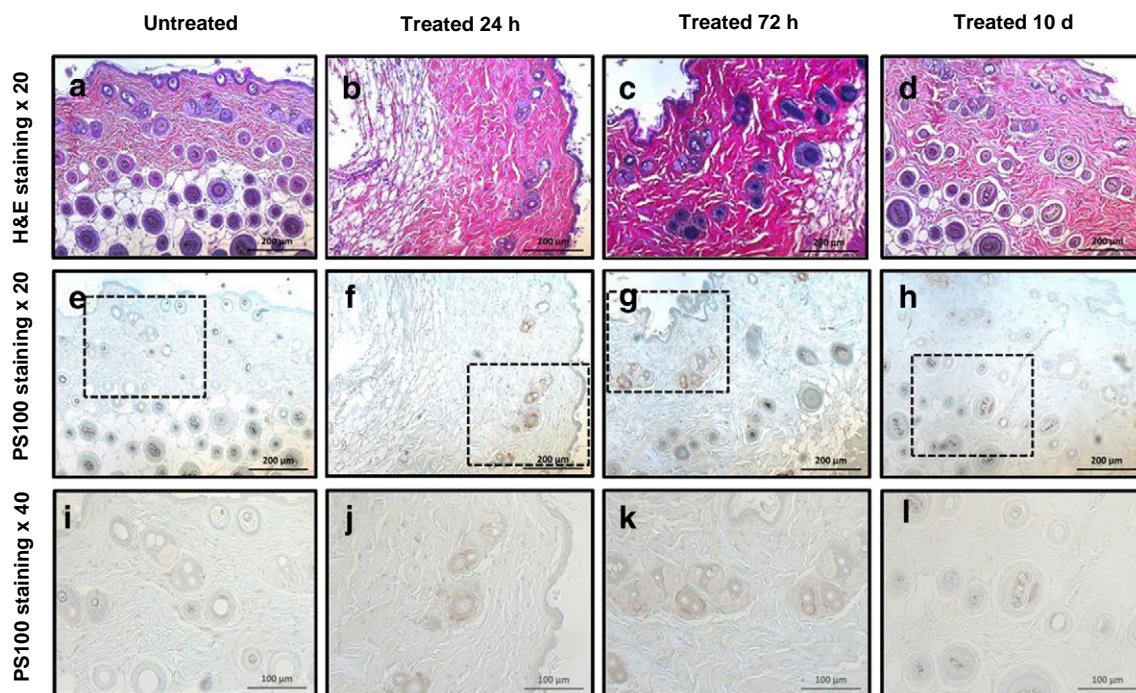 Untreated
Treated 24 h
Treated 72 h
Treated 10 d
H&E staining x 20
a
b
c
d
200 µm
200 µm
200 µm
200 µm
PS100 staining x 20
e
f
g
h
200 µm
200 µm
200 µm
200 µm
PS100 staining x 40
i
j
k
l
100 µm
100 µm
100 µm
100 µm